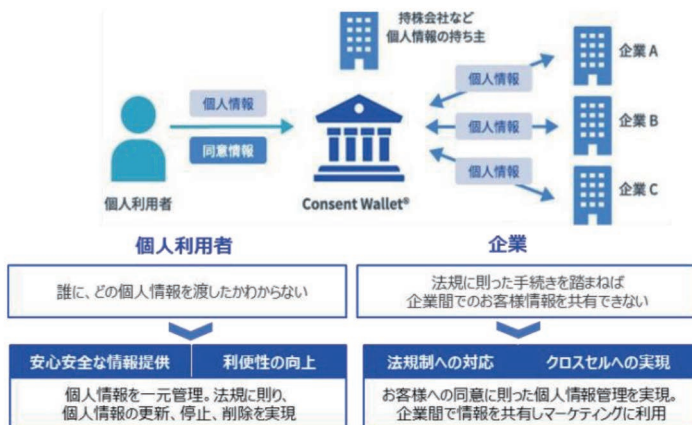 持株会社など
個人情報の持ち主
企業 A
個人情報
個人情報
個人情報
企業 B
同意情報
個人情報
企業 C
個人利用者
Consent Wallet®
個人利用者
企業
誰に、どの個人情報を渡したかわからない
法規に則った手続きを踏まねば
企業間でのお客様情報を共有できない
安心安全な情報提供
利便性の向上
法規制への対応
クロスセルへの実現
個人情報を一元管理。法規に則り、
個人情報の更新、停止、削除を実現
お客様への同意に則った個人情報管理を実現。
企業間で情報を共有しマーケティングに利用